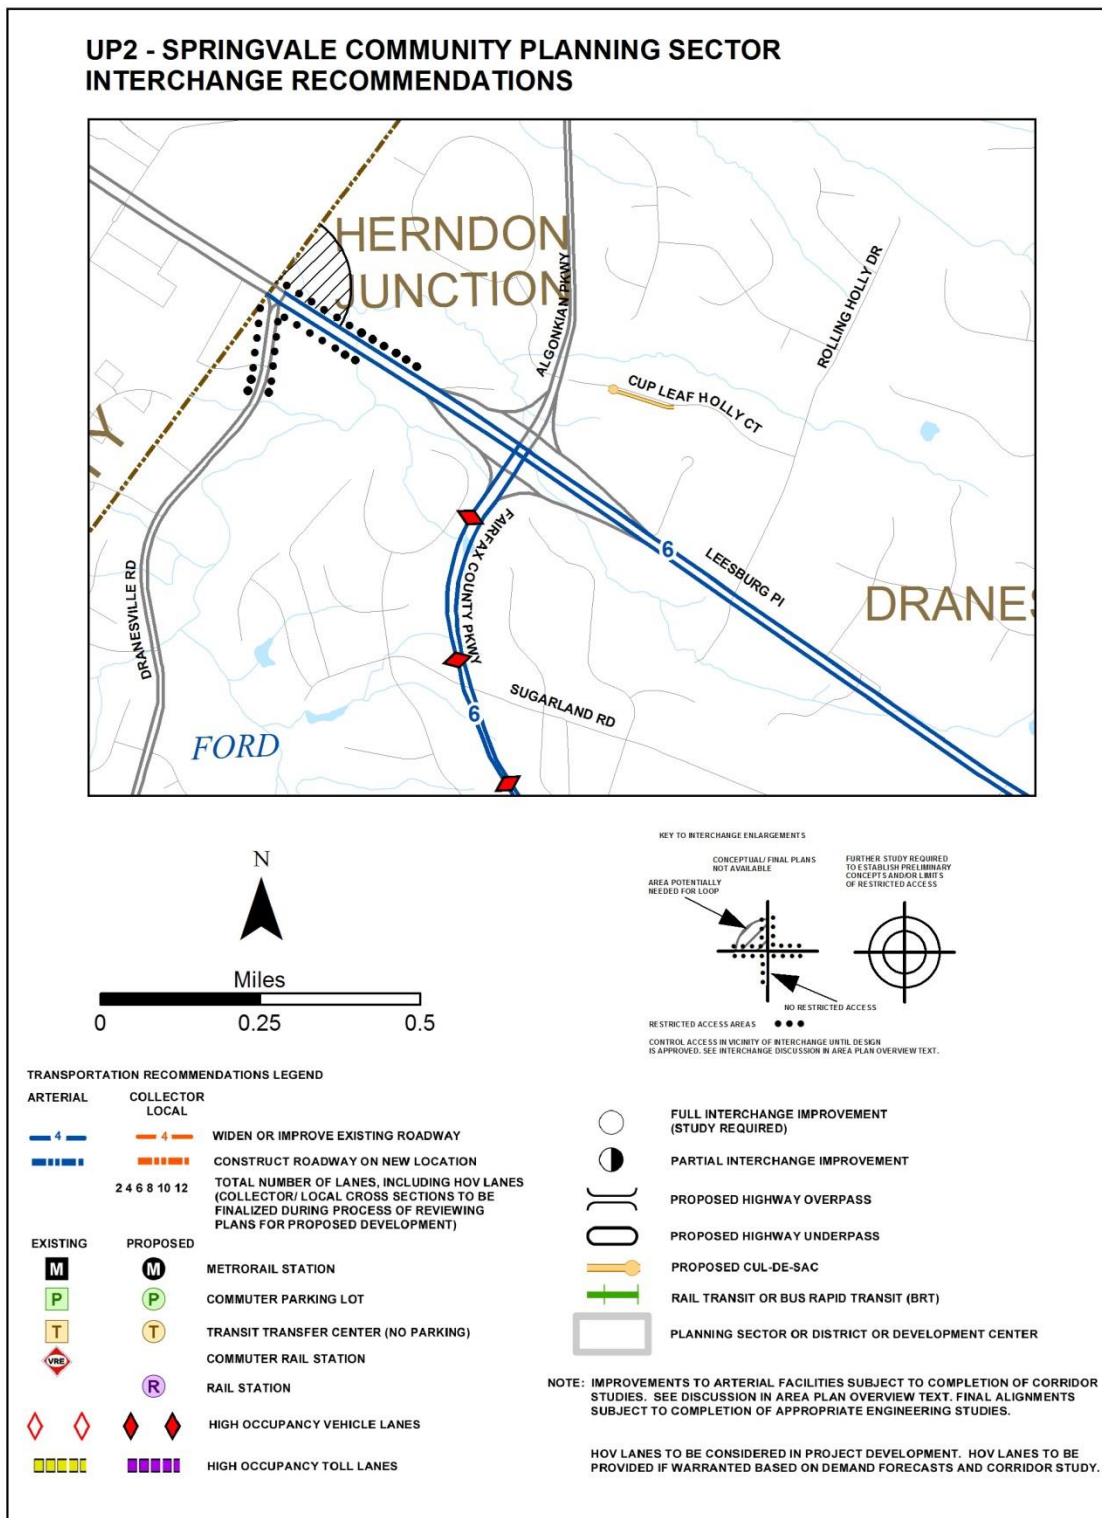 UP2 - SPRINGVALE COMMUNITY PLANNING SECTOR
INTERCHANGE RECOMMENDATIONS
HERNDON
JUNCTION
ALGONKIAN PKWY
ROLLING HOLLY DR
CUP LEAF HOLLY CT
Y
FAIRFAX COUNTY PKWY
6
LEESBURG PI
DRANES
DRANESVILLE RD
SUGARLAND RD
6
FORD
KEY TO INTERCHANGE ENLARGEMENTS
CONCEPTUAL/ FINAL PLANS
NOT AVAILABLE
FURTHER STUDY REQUIRED
TO ESTABLISH PRELIMINARY
CONCEPTS AND/OR LIMITS
OF RESTRICTED ACCESS
AREA POTENTIALLY
NEEDED FOR LOOP
NO RESTRICTED ACCESS
RESTRICTED ACCESS AREAS
CONTROL ACCESS IN VICINITY OF INTERCHANGE UNTIL DESIGN
IS APPROVED. SEE INTERCHANGE DISCUSSION IN AREA PLAN OVERVIEW TEXT.
N
Miles
0 0.25 0.5
TRANSPORTATION RECOMMENDATIONS LEGEND
ARTERIAL COLLECTOR
LOCAL
4 4 WIDEN OR IMPROVE EXISTING ROADWAY
CONSTRUCT ROADWAY ON NEW LOCATION
2 4 6 8 10 12 TOTAL NUMBER OF LANES, INCLUDING HOV LANES
(COLLECTOR/ LOCAL CROSS SECTIONS TO BE
FINALIZED DURING PROCESS OF REVIEWING
PLANS FOR PROPOSED DEVELOPMENT)
EXISTING PROPOSED
M M METRORAIL STATION
P P COMMUTER PARKING LOT
T T TRANSIT TRANSFER CENTER (NO PARKING)
VRE COMMUTER RAIL STATION
R RAIL STATION
HIGH OCCUPANCY VEHICLE LANES
HIGH OCCUPANCY TOLL LANES
FULL INTERCHANGE IMPROVEMENT
(STUDY REQUIRED)
PARTIAL INTERCHANGE IMPROVEMENT
PROPOSED HIGHWAY OVERPASS
PROPOSED HIGHWAY UNDERPASS
PROPOSED CUL-DE-SAC
RAIL TRANSIT OR BUS RAPID TRANSIT (BRT)
PLANNING SECTOR OR DISTRICT OR DEVELOPMENT CENTER
NOTE: IMPROVEMENTS TO ARTERIAL FACILITIES SUBJECT TO COMPLETION OF CORRIDOR
STUDIES. SEE DISCUSSION IN AREA PLAN OVERVIEW TEXT. FINAL ALIGNMENTS
SUBJECT TO COMPLETION OF APPROPRIATE ENGINEERING STUDIES.
HOV LANES TO BE CONSIDERED IN PROJECT DEVELOPMENT. HOV LANES TO BE
PROVIDED IF WARRANTED BASED ON DEMAND FORECASTS AND CORRIDOR STUDY.